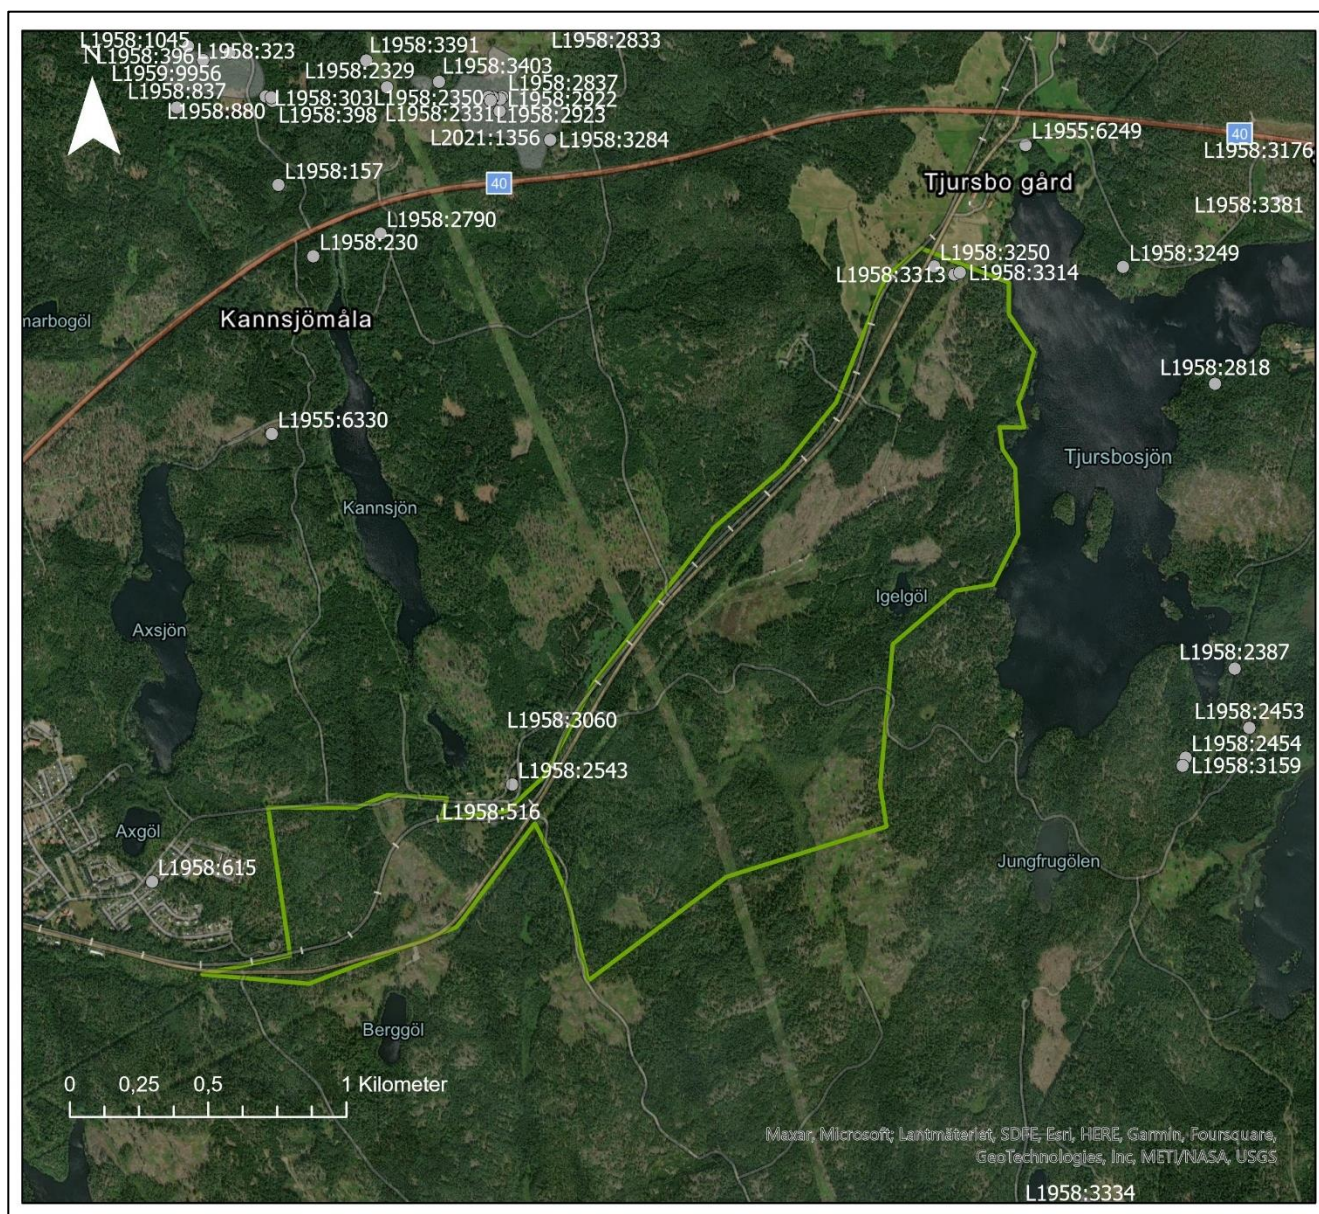 L1958:1045
L1958:2833
N
L1958:396
L1958:323
L1958:3391
L1959:9956
L1958:2329
L1958:3403
L1958:837
L1958:303
L1958:2350
L1958:2837
L1958:2922
L1958:880
L1958:398
L1958:2331
L1958:2923
L2021:1356
L1958:3284
L1955:6249
40
L1958:3176
L1958:157
40
Tjursbo gård
L1958:3381
L1958:2790
L1958:230
L1958:3250
L1958:3249
L1958:3313
L1958:3314
marbogöl
Kannsjömåla
L1958:2818
L1955:6330
Tjursbosjön
Kannsjön
Igelgöl
Axsjön
L1958:2387
L1958:3060
L1958:2453
L1958:2454
L1958:3159
L1958:2543
L1958:516
Axgöl
L1958:615
Jungfrugölen
Berggöl
0 0,25 0,5 1 Kilometer
Maxar, Microsoft; Lantmäteriet, SDFE, Esri, HERE, Garmin, Foursquare,
GeoTechnologies, Inc, METI/NASA, USGS
L1958:3334